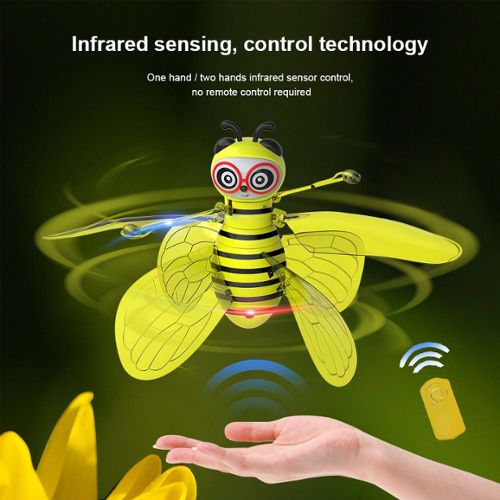 Infrared sensing, control technology
One hand / two hands infrared sensor control,
no remote control required